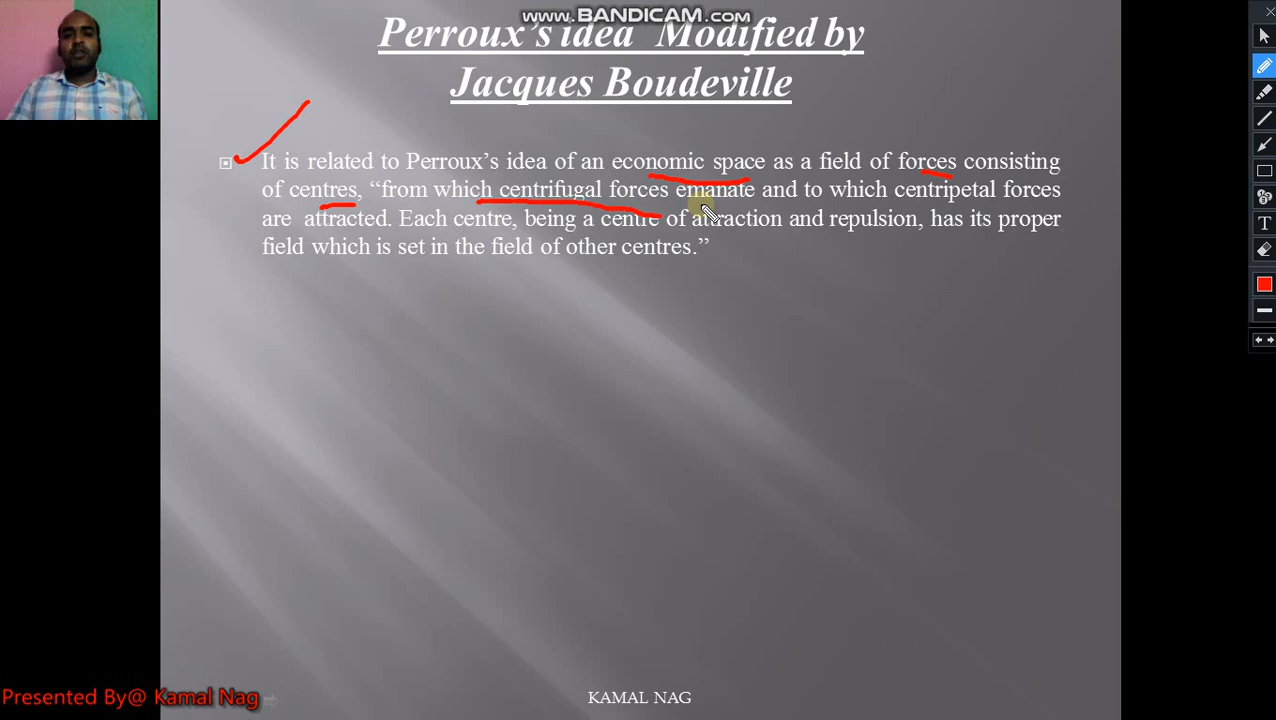 www.BANDICAM.com
Perroux's idea Modified by
Jacques Boudeville
It is related to Perroux's idea of an economic space as a field of forces consisting
of centres, “from which centrifugal forces emanate and to which centripetal forces
are attracted. Each centre, being a centre of attraction and repulsion, has its proper
field which is set in the field of other centres.”
Presented By@ Kamal Nag
KAMAL NAG